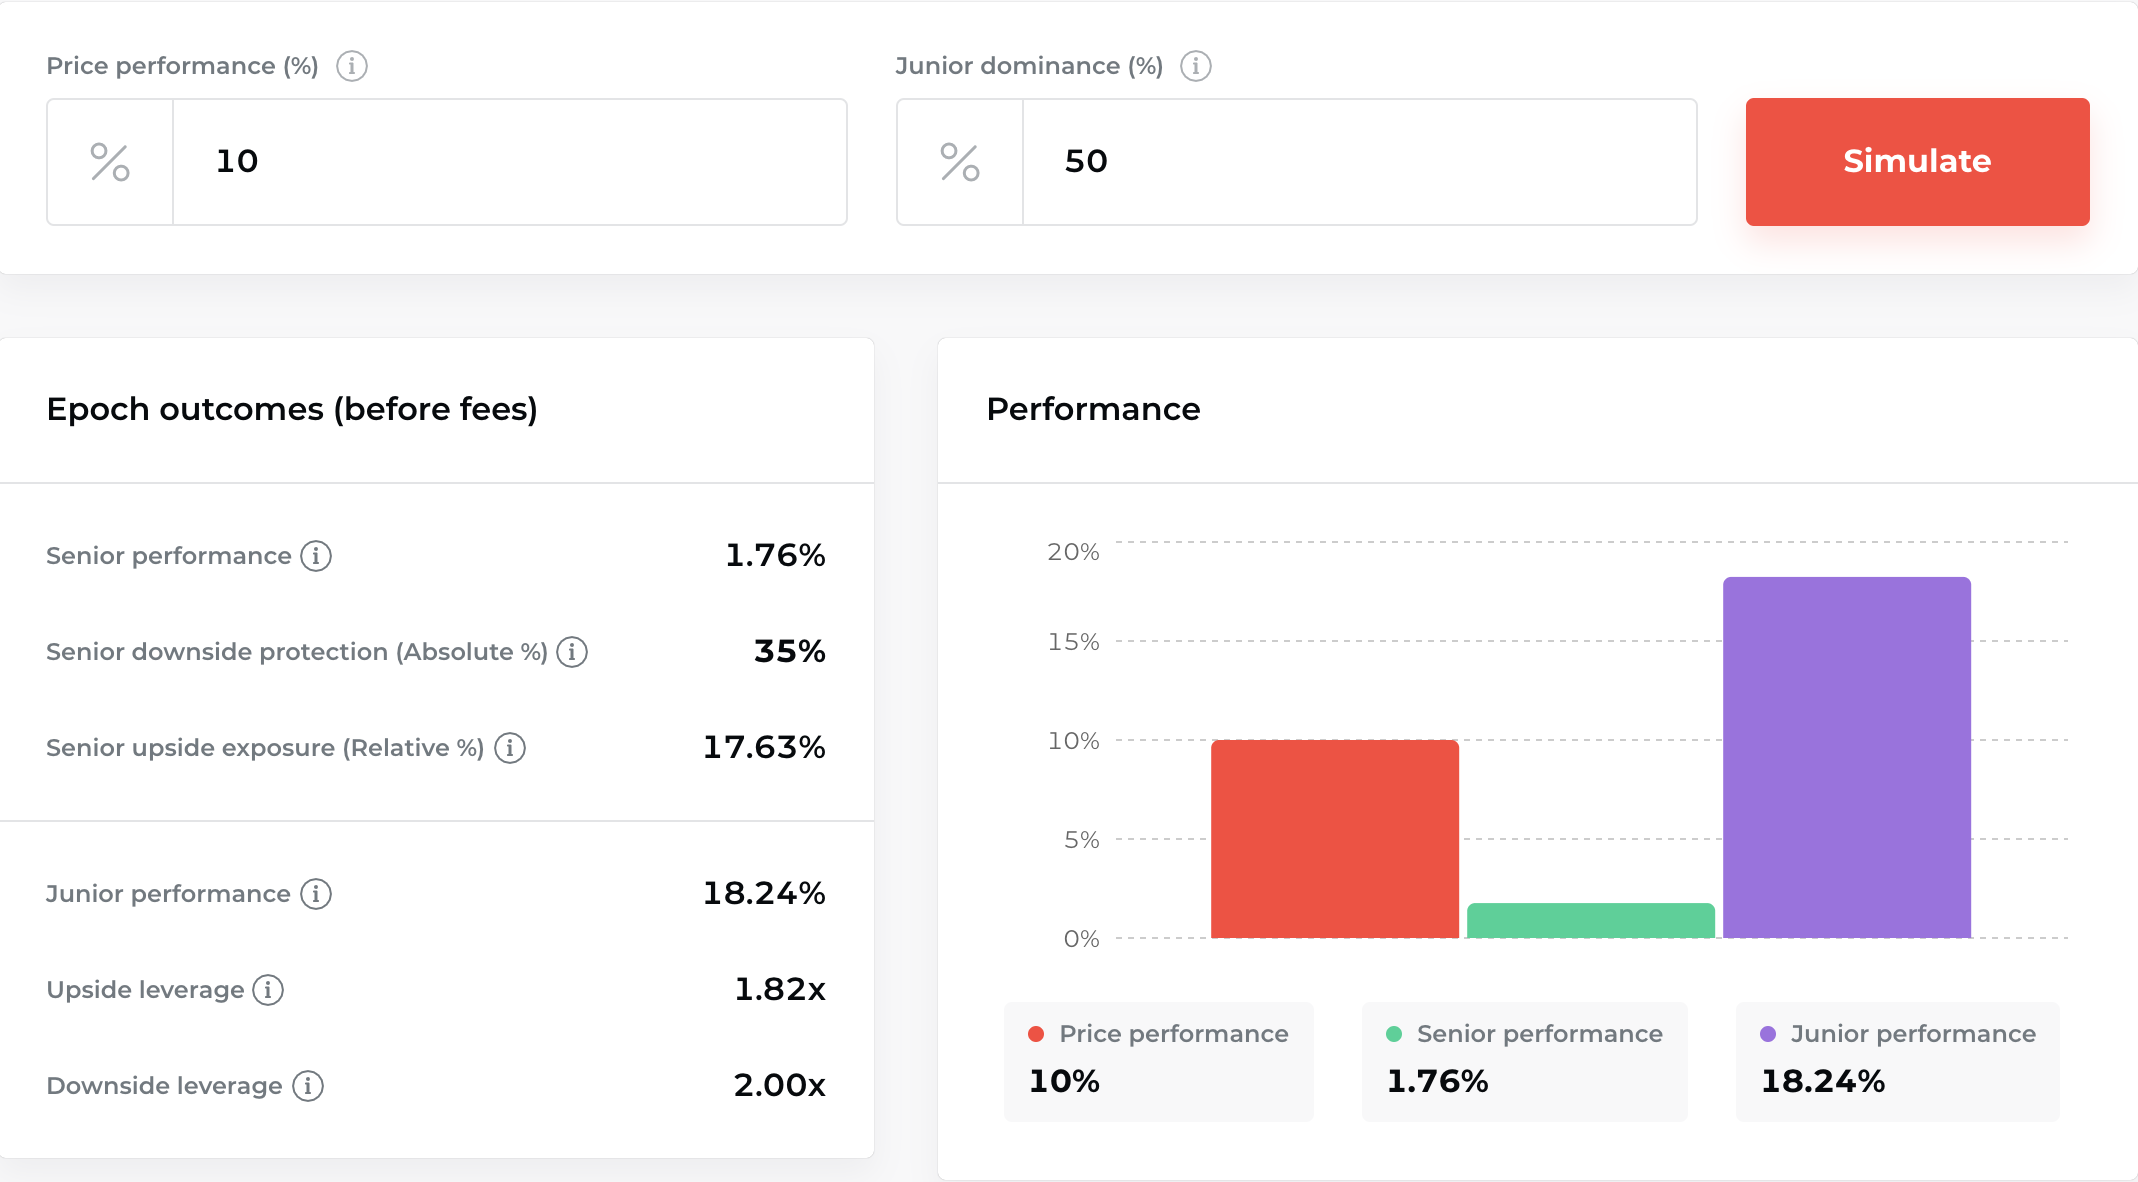 Price performance (%)
Junior dominance (%)
% 10
% 50
Simulate
Epoch outcomes (before fees)
Senior performance 1.76%
Senior downside protection (Absolute %) 35%
Senior upside exposure (Relative %) 17.63%
Junior performance 18.24%
Upside leverage 1.82x
Downside leverage 2.00x
Performance
20%
15%
10%
5%
0%
Price performance
10%
Senior performance
1.76%
Junior performance
18.24%